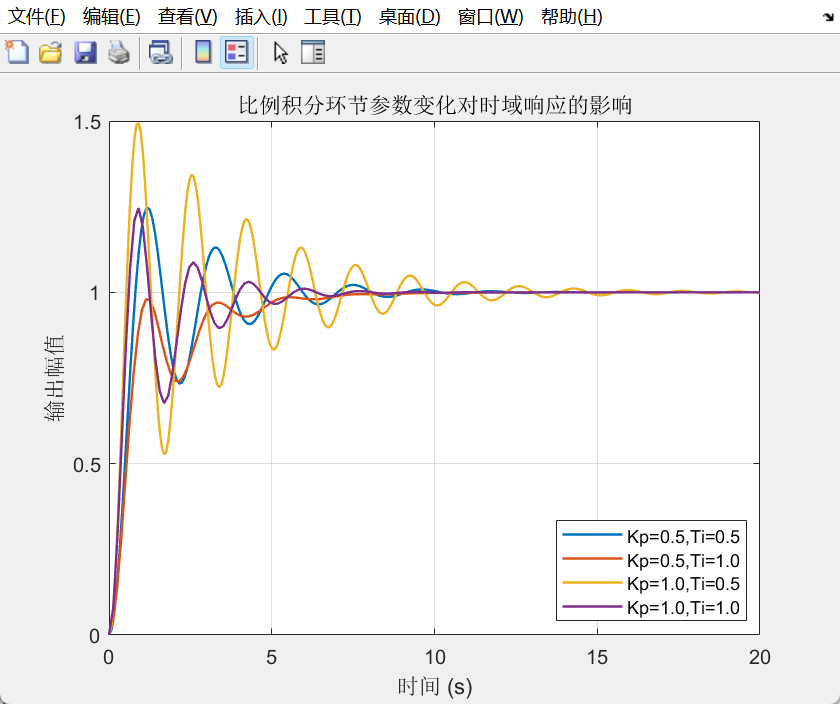 文件(F) 编辑(E) 查看(V) 插入(I) 工具(T) 桌面(D) 窗口(W) 帮助(H)
比例积分环节参数变化对时域响应的影响
1.5
1
0.5
0
输出幅值
Kp=0.5,Ti=0.5
Kp=0.5,Ti=1.0
Kp=1.0,Ti=0.5
Kp=1.0,Ti=1.0
0 5 10 15 20
时间 (s)